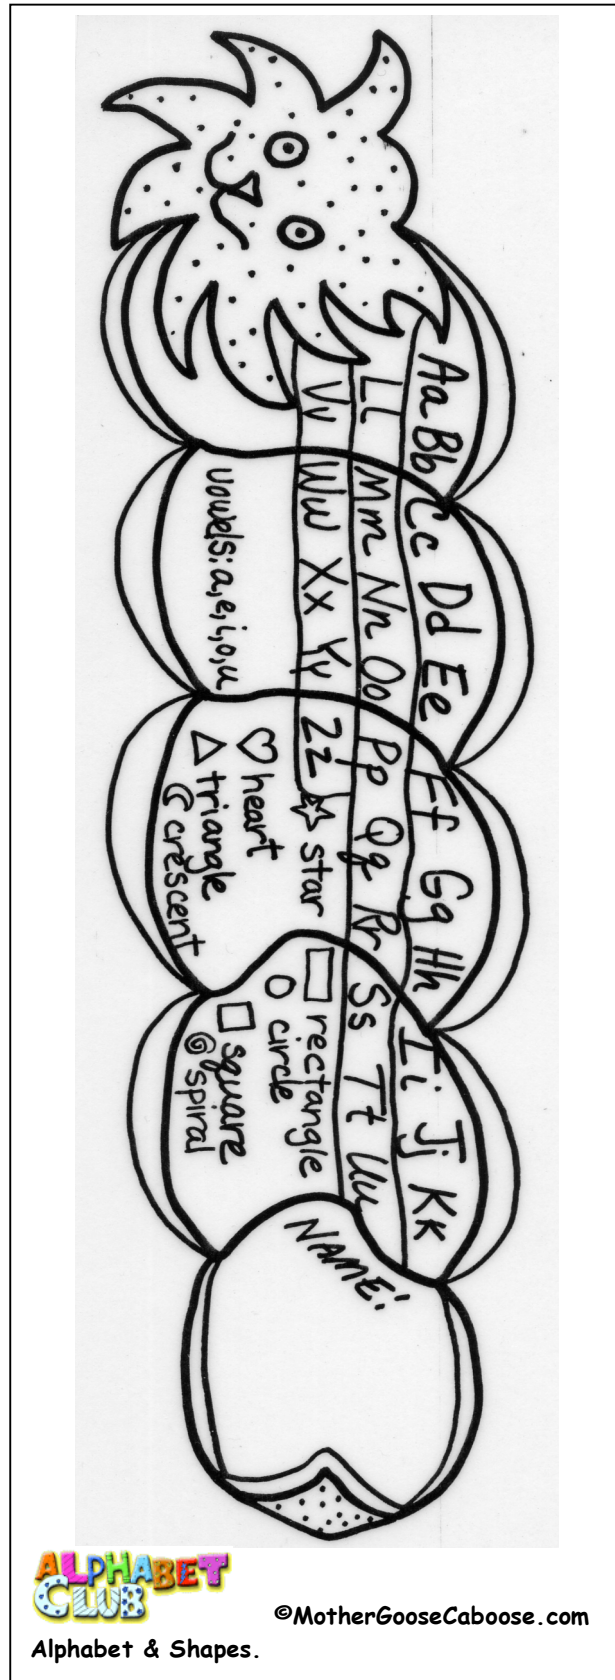 Aa Bb Cc Dd Ee Ff Gg Hh Ii Jj Kk
Ll Mm Nn Oo Pp Qq Rr Ss Tt Uu
Vv Ww Xx Yy Zz
vowels: a, e, i, o, u
star
heart
triangle
crescent
rectangle
circle
square
spiral
NAME:
ALPHABET
CLUB
©MotherGooseCaboose.com
Alphabet & Shapes.